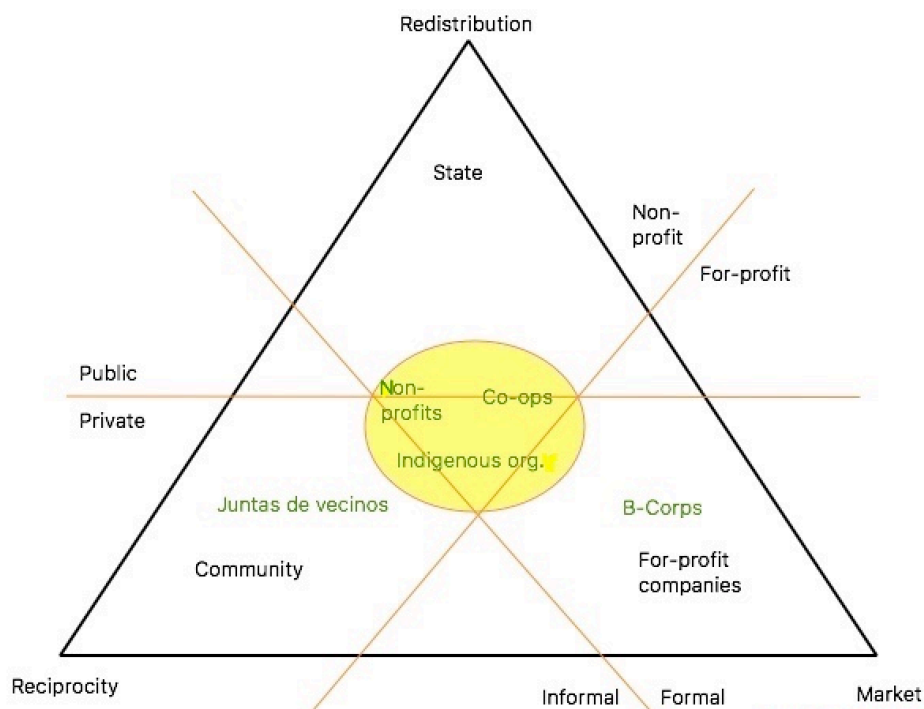 Redistribution
State
Non-
profit
For-profit
Public
Private
Non-
profits
Co-ops
Indigenous org.
Juntas de vecinos
B-Corps
Community
For-profit
companies
Reciprocity
Informal
Formal
Market